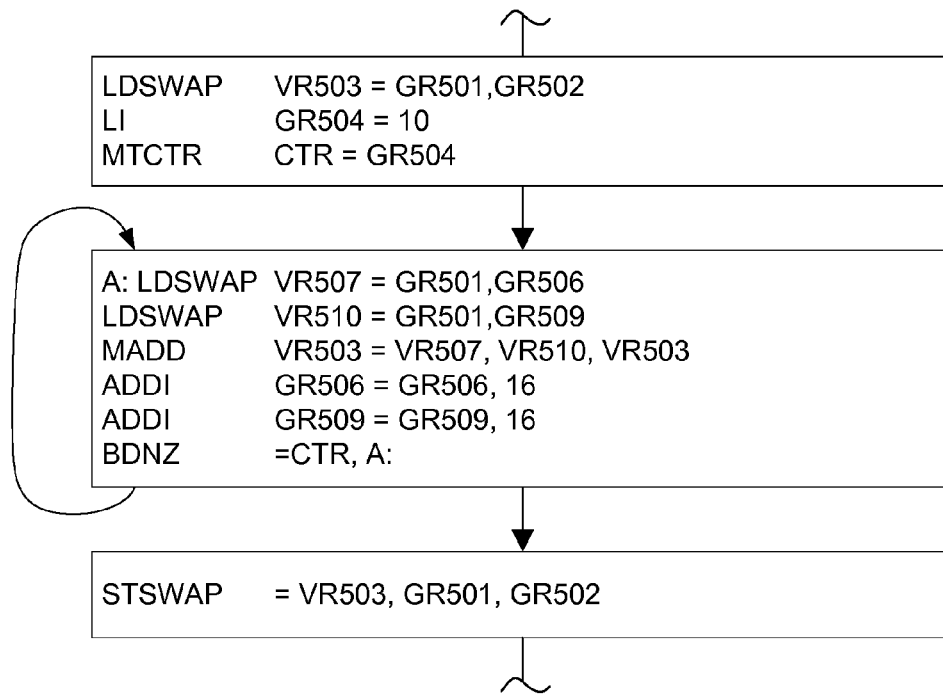 LDSWAP VR503 = GR501,GR502
LI GR504 = 10
MTCTR CTR = GR504
A: LDSWAP VR507 = GR501,GR506
LDSWAP VR510 = GR501,GR509
MADD VR503 = VR507, VR510, VR503
ADDI GR506 = GR506, 16
ADDI GR509 = GR509, 16
BDNZ =CTR, A:
STSWAP = VR503, GR501, GR502